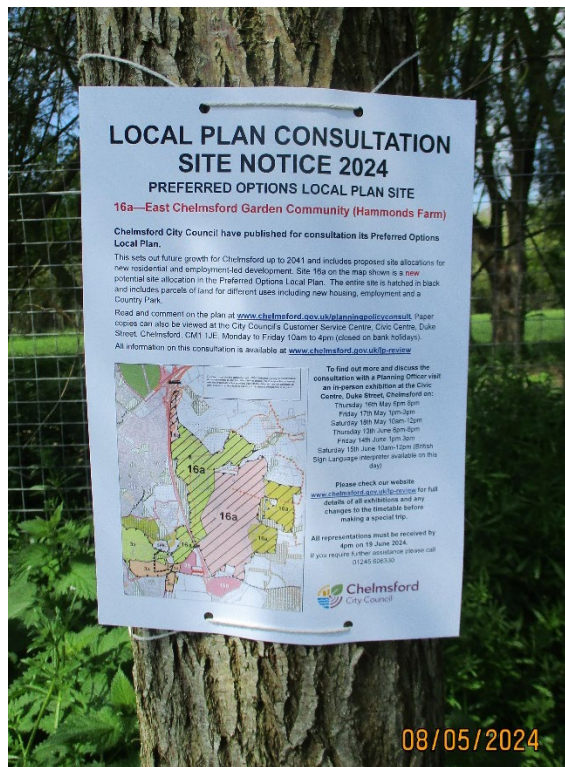 LOCAL PLAN CONSULTATION
SITE NOTICE 2024
PREFERRED OPTIONS LOCAL PLAN SITE
16a—East Chelmsford Garden Community (Hammonds Farm)
Chelmsford City Council have published for consultation its Preferred Options
Local Plan.
This sets out future growth for Chelmsford up to 2041 and includes proposed site allocations for
new residential and employment-led development. Site 16a on the map shown is a new
potential site allocation in the Preferred Options Local Plan. The entire site is hatched in black
and includes parcels of land for different uses including new housing, employment and a
Country Park.
Read and comment on the plan at www.chelmsford.gov.uk/planningpolicyconsult. Paper
copies can also be viewed at the City Council's Customer Service Centre, Civic Centre, Duke
Street, Chelmsford, CM1 1JE. Monday to Friday 10am to 4pm (closed on bank holidays).
All information on this consultation is available at www.chelmsford.gov.uk/lp-review
To find out more and discuss the
consultation with a Planning Officer visit
an in-person exhibition at the Civic
Centre, Duke Street, Chelmsford on:
Thursday 16th May 5pm-8pm
Friday 17th May 1pm-3pm
Saturday 18th May 10am-12pm
Thursday 13th June 5pm-8pm
Friday 14th June 1pm-3pm
Saturday 15th June 10am-12pm (British
Sign Language interpreter available on this
day)
Please check our website
www.chelmsford.gov.uk/lp-review for full
details of all exhibitions and any
changes to the timetable before
making a special trip.
All representations must be received by
4pm on 19 June 2024.
If you require further assistance please call
01245 606330
16a
16a
16a
16a
16a
Chelmsford
City Council
08/05/2024